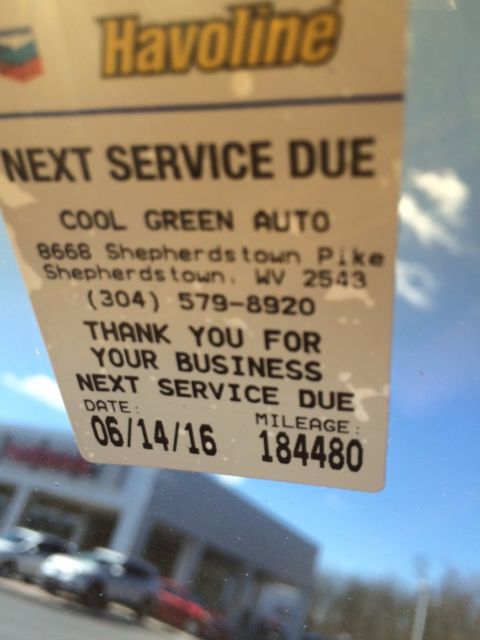 Havoline
NEXT SERVICE DUE
COOL GREEN AUTO
8668 Shepherdstown Pike
Shepherdstown, WV 2543
(304) 579-8920
THANK YOU FOR
YOUR BUSINESS
NEXT SERVICE DUE
DATE: MILEAGE:
06/14/16 184480